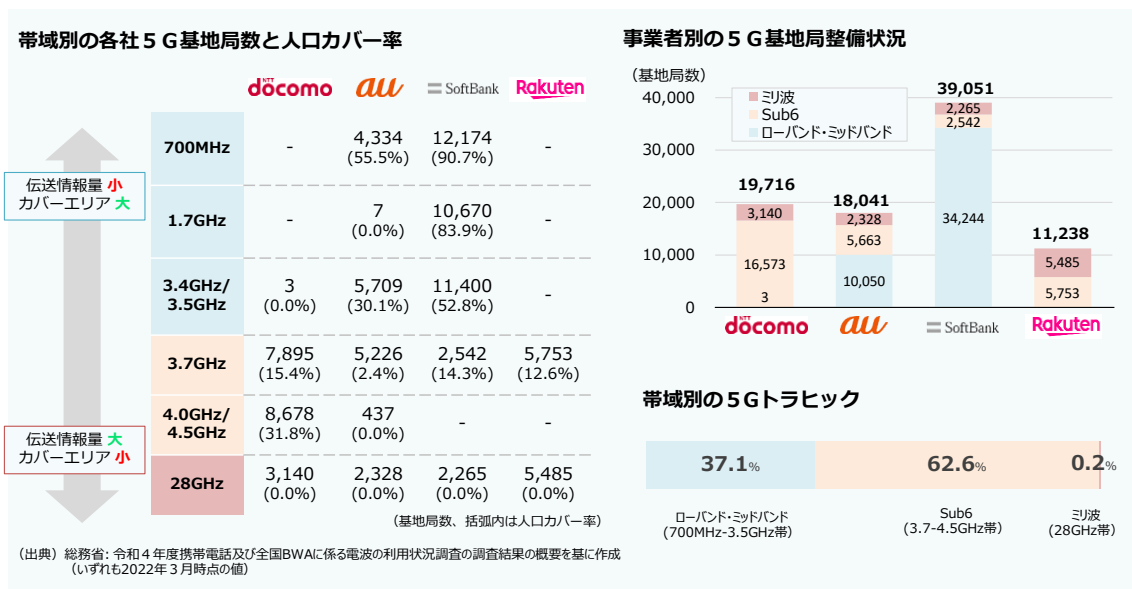 帯域別の各社５Ｇ基地局数と人口カバー率
NTT docomo au SoftBank Rakuten
伝送情報量 小
カバーエリア 大
伝送情報量 大
カバーエリア 小
700MHz - 4,334 12,174 -
(55.5%) (90.7%)
1.7GHz - 7 10,670 -
(0.0%) (83.9%)
3.4GHz/ 3 5,709 11,400 -
3.5GHz (0.0%) (30.1%) (52.8%)
3.7GHz 7,895 5,226 2,542 5,753
(15.4%) (2.4%) (14.3%) (12.6%)
4.0GHz/ 8,678 437 - -
4.5GHz (31.8%) (0.0%)
28GHz 3,140 2,328 2,265 5,485
(0.0%) (0.0%) (0.0%) (0.0%)
（基地局数、括弧内は人口カバー率）
（出典）総務省: 令和４年度携帯電話及び全国BWAに係る電波の利用状況調査の調査結果の概要を基に作成
（いずれも2022年３月時点の値）
事業者別の５Ｇ基地局整備状況
（基地局数）
40,000
30,000
20,000
10,000
0
ミリ波
Sub6
ローバンド・ミッドバンド
19,716
3,140
16,573
3
18,041
2,328
5,663
10,050
39,051
2,265
2,542
34,244
11,238
5,485
5,753
NTT docomo au SoftBank Rakuten
帯域別の５Gトラヒック
37.1% 62.6% 0.2%
ローバンド・ミッドバンド
(700MHz-3.5GHz帯)
Sub6
(3.7-4.5GHz帯)
ミリ波
(28GHz帯)